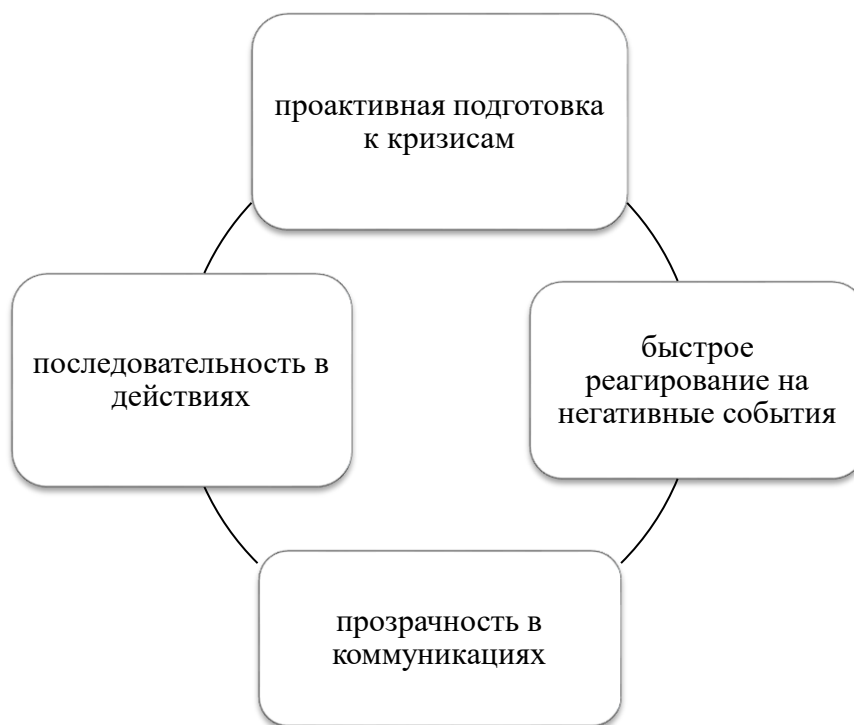 проактивная подготовка
к кризисам
последовательность в
действиях
быстрое
реагирование на
негативные события
прозрачность в
коммуникациях